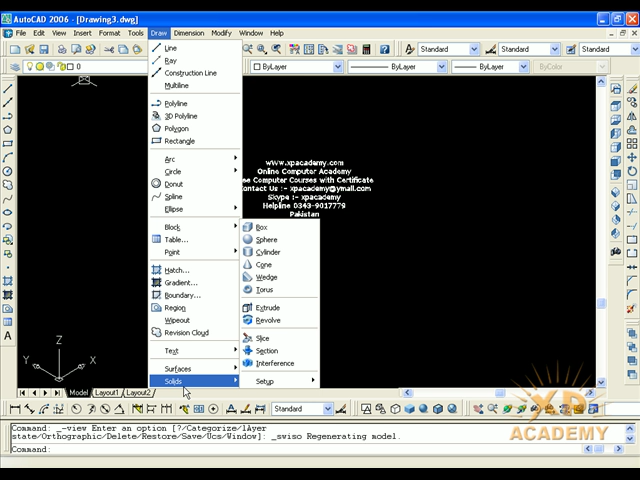 AutoCAD 2006 - [Drawing3.dwg]
File Edit View Insert Format Tools Draw Dimension Modify Window Help
Standard Standard Standard
0 ByLayer ByLayer ByLayer ByColor
Line
Ray
Construction Line
Multiline
Polyline
3D Polyline
Polygon
Rectangle
Arc
Circle
Donut
Spline
Ellipse
Block
Table...
Point
Hatch...
Gradient...
Boundary...
Region
Wipeout
Revision Cloud
Text
Surfaces
Solids
Box
Sphere
Cylinder
Cone
Wedge
Torus
Extrude
Revolve
Slice
Section
Interference
Setup
www.xpacademy.com
Online Computer Academy
ee Computer Courses with Certificate
ontact Us :- xpacademy@ymail.com
Skype :- xpacademy
Helpline 0343-9017779
Pakistan
Z
Y X
Model Layout1 Layout2
Standard
Command: _-view Enter an option [?/Categorize/lAyer
state/Orthographic/Delete/Restore/Save/Ucs/Window]: _swiso Regenerating model.
Command:
XP
ACADEMY